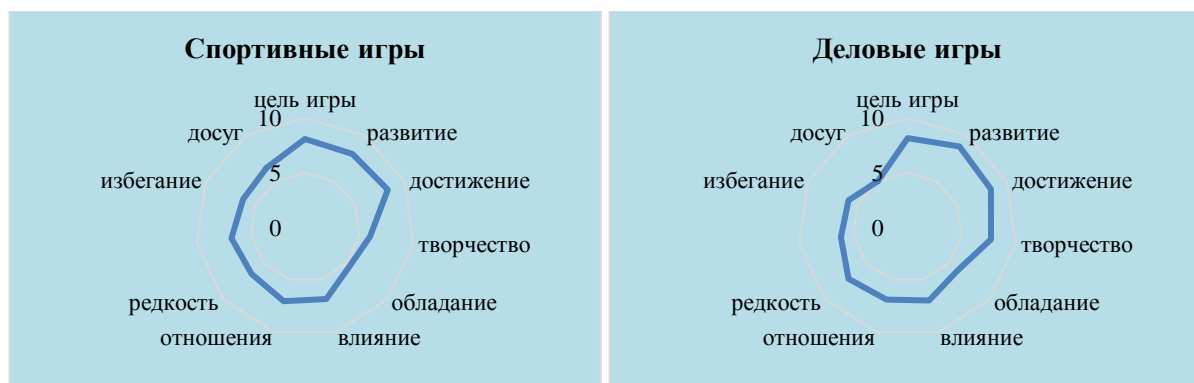 Спортивные игры
цель игры
10
досуг
развитие
5
избегание
достижение
0
творчество
редкость
обладание
отношения
влияние
Деловые игры
цель игры
10
досуг
развитие
5
избегание
достижение
0
творчество
редкость
обладание
отношения
влияние